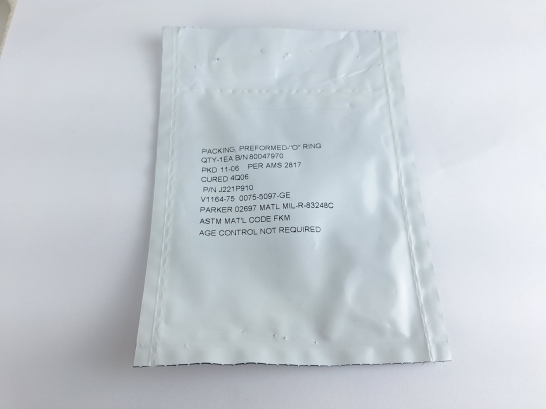 PACKING, PREFORMED-"O" RING
QTY-1EA B/N 80047970
PKD 11-06 PER AMS 2817
CURED 4Q06
P/N J221P910
V1164-75 0075-5097-GE
PARKER 02697 MATL MIL-R-83248C
ASTM MAT'L CODE FKM
AGE CONTROL NOT REQUIRED